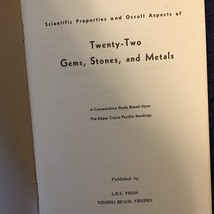 Scientific Properties and Occult Aspects of
Twenty-Two
Gems, Stones, and Metals
A Comparative Study Based Upon
The Edgar Cayce Psychic Readings
Published by
A.R.E. PRESS
VIRGINIA BEACH, VIRGINIA